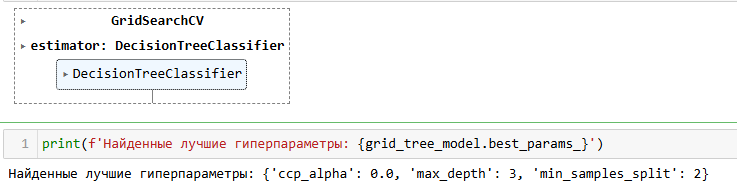 GridSearchCV
estimator: DecisionTreeClassifier
DecisionTreeClassifier
1 print(f'Найденные лучшие гиперпараметры: {grid_tree_model.best_params_}')
Найденные лучшие гиперпараметры: {'ccp_alpha': 0.0, 'max_depth': 3, 'min_samples_split': 2}